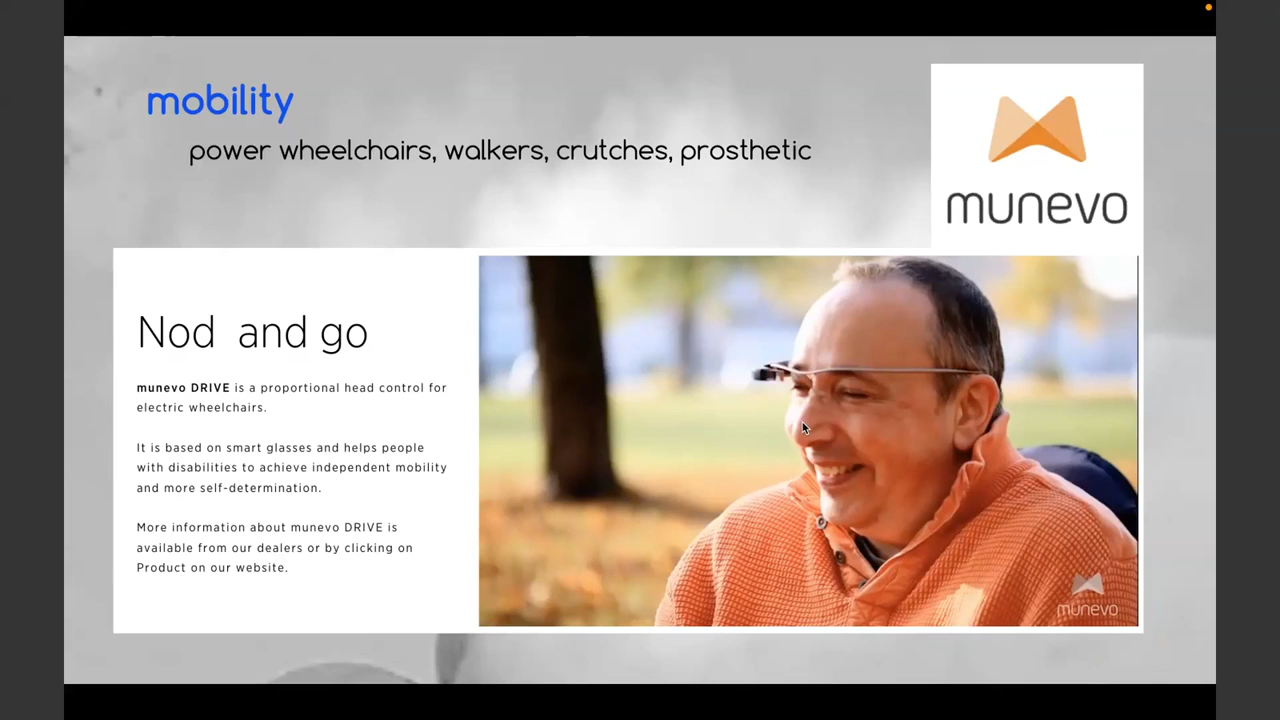 mobility
power wheelchairs, walkers, crutches, prosthetic
munevo
Nod and go
munevo DRIVE is a proportional head control for
electric wheelchairs.
It is based on smart glasses and helps people
with disabilities to achieve independent mobility
and more self-determination.
More information about munevo DRIVE is
available from our dealers or by clicking on
Product on our website.
munevo